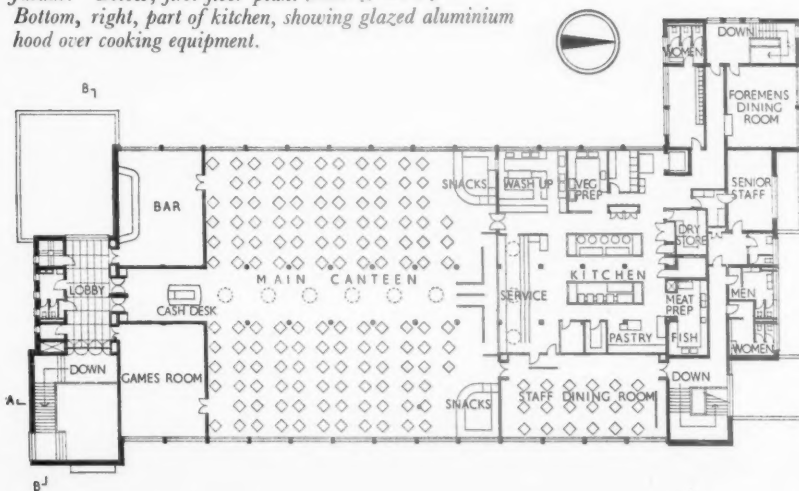 Bottom, right, part of kitchen, showing glazed aluminium
hood over cooking equipment.
B
WOMEN
DOWN
FOREMENS
DINING
ROOM
BAR
SNACKS
WASH UP
VEG
PREP
SENIOR
STAFF
DRY
STORE
LOBBY
MAIN CANTEEN
KITCHEN
CASH DESK
SERVICE
MEAT
PREP
MEN
PASTRY
FISH
WOMEN
DOWN
GAMES ROOM
A
SNACKS
STAFF DINING ROOM
DOWN
B